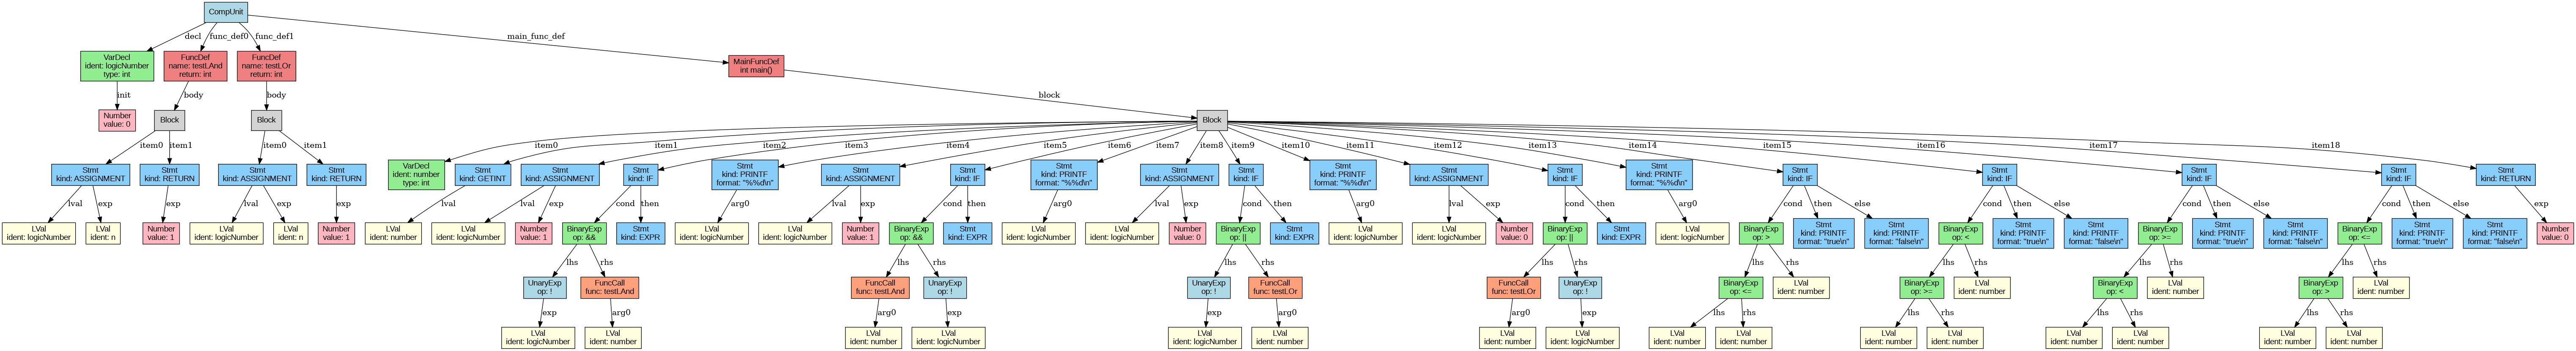 CompUnit
decl
func_def0
func_def1
main_func_def
VarDecl
ident: logicNumber
type: int
FuncDef
name: testLAnd
return: int
FuncDef
name: testLOr
return: int
MainFuncDef
int main()
init
body
body
block
Number
value: 0
Block
Block
Block
item0
item1
item0
item1
item0
item1
item2
item3
item4
item5
item6
item7
item8
item9
item10
item11
item12
item13
item14
item15
item16
item17
item18
Stmt
kind: ASSIGNMENT
Stmt
kind: RETURN
Stmt
kind: ASSIGNMENT
Stmt
kind: RETURN
VarDecl
ident: number
type: int
Stmt
kind: GETINT
Stmt
kind: ASSIGNMENT
Stmt
kind: IF
Stmt
kind: PRINTF
format: "%%d\n"
Stmt
kind: ASSIGNMENT
Stmt
kind: IF
Stmt
kind: PRINTF
format: "%%d\n"
Stmt
kind: ASSIGNMENT
Stmt
kind: IF
Stmt
kind: PRINTF
format: "%%d\n"
Stmt
kind: ASSIGNMENT
Stmt
kind: IF
Stmt
kind: PRINTF
format: "%%d\n"
Stmt
kind: IF
Stmt
kind: IF
Stmt
kind: IF
Stmt
kind: IF
Stmt
kind: RETURN
lval
exp
exp
lval
exp
exp
lval
lval
exp
cond
then
arg0
lval
exp
cond
then
arg0
lval
exp
cond
then
arg0
lval
exp
cond
then
arg0
cond
then
else
cond
then
else
cond
then
else
cond
then
else
exp
LVal
ident: logicNumber
LVal
ident: n
Number
value: 1
LVal
ident: logicNumber
LVal
ident: n
Number
value: 1
LVal
ident: number
LVal
ident: logicNumber
Number
value: 1
BinaryExp
op: &&
Stmt
kind: EXPR
LVal
ident: logicNumber
LVal
ident: logicNumber
Number
value: 1
BinaryExp
op: &&
Stmt
kind: EXPR
LVal
ident: logicNumber
LVal
ident: logicNumber
Number
value: 0
BinaryExp
op: ||
Stmt
kind: EXPR
LVal
ident: logicNumber
LVal
ident: logicNumber
Number
value: 0
BinaryExp
op: ||
Stmt
kind: EXPR
LVal
ident: logicNumber
BinaryExp
op: >
Stmt
kind: PRINTF
format: "true\n"
Stmt
kind: PRINTF
format: "false\n"
BinaryExp
op: <
Stmt
kind: PRINTF
format: "true\n"
Stmt
kind: PRINTF
format: "false\n"
BinaryExp
op: >=
Stmt
kind: PRINTF
format: "true\n"
Stmt
kind: PRINTF
format: "false\n"
BinaryExp
op: <=
Stmt
kind: PRINTF
format: "true\n"
Stmt
kind: PRINTF
format: "false\n"
Number
value: 0
lhs
rhs
lhs
rhs
lhs
rhs
lhs
rhs
lhs
rhs
lhs
rhs
lhs
rhs
lhs
rhs
UnaryExp
op: !
FuncCall
func: testLAnd
FuncCall
func: testLAnd
UnaryExp
op: !
UnaryExp
op: !
FuncCall
func: testLOr
FuncCall
func: testLOr
UnaryExp
op: !
BinaryExp
op: <=
LVal
ident: number
BinaryExp
op: >=
LVal
ident: number
BinaryExp
op: <
LVal
ident: number
BinaryExp
op: >
LVal
ident: number
exp
arg0
arg0
exp
exp
arg0
arg0
exp
lhs
rhs
lhs
rhs
lhs
rhs
lhs
rhs
LVal
ident: logicNumber
LVal
ident: number
LVal
ident: number
LVal
ident: logicNumber
LVal
ident: logicNumber
LVal
ident: number
LVal
ident: number
LVal
ident: logicNumber
LVal
ident: number
LVal
ident: number
LVal
ident: number
LVal
ident: number
LVal
ident: number
LVal
ident: number
LVal
ident: number
LVal
ident: number